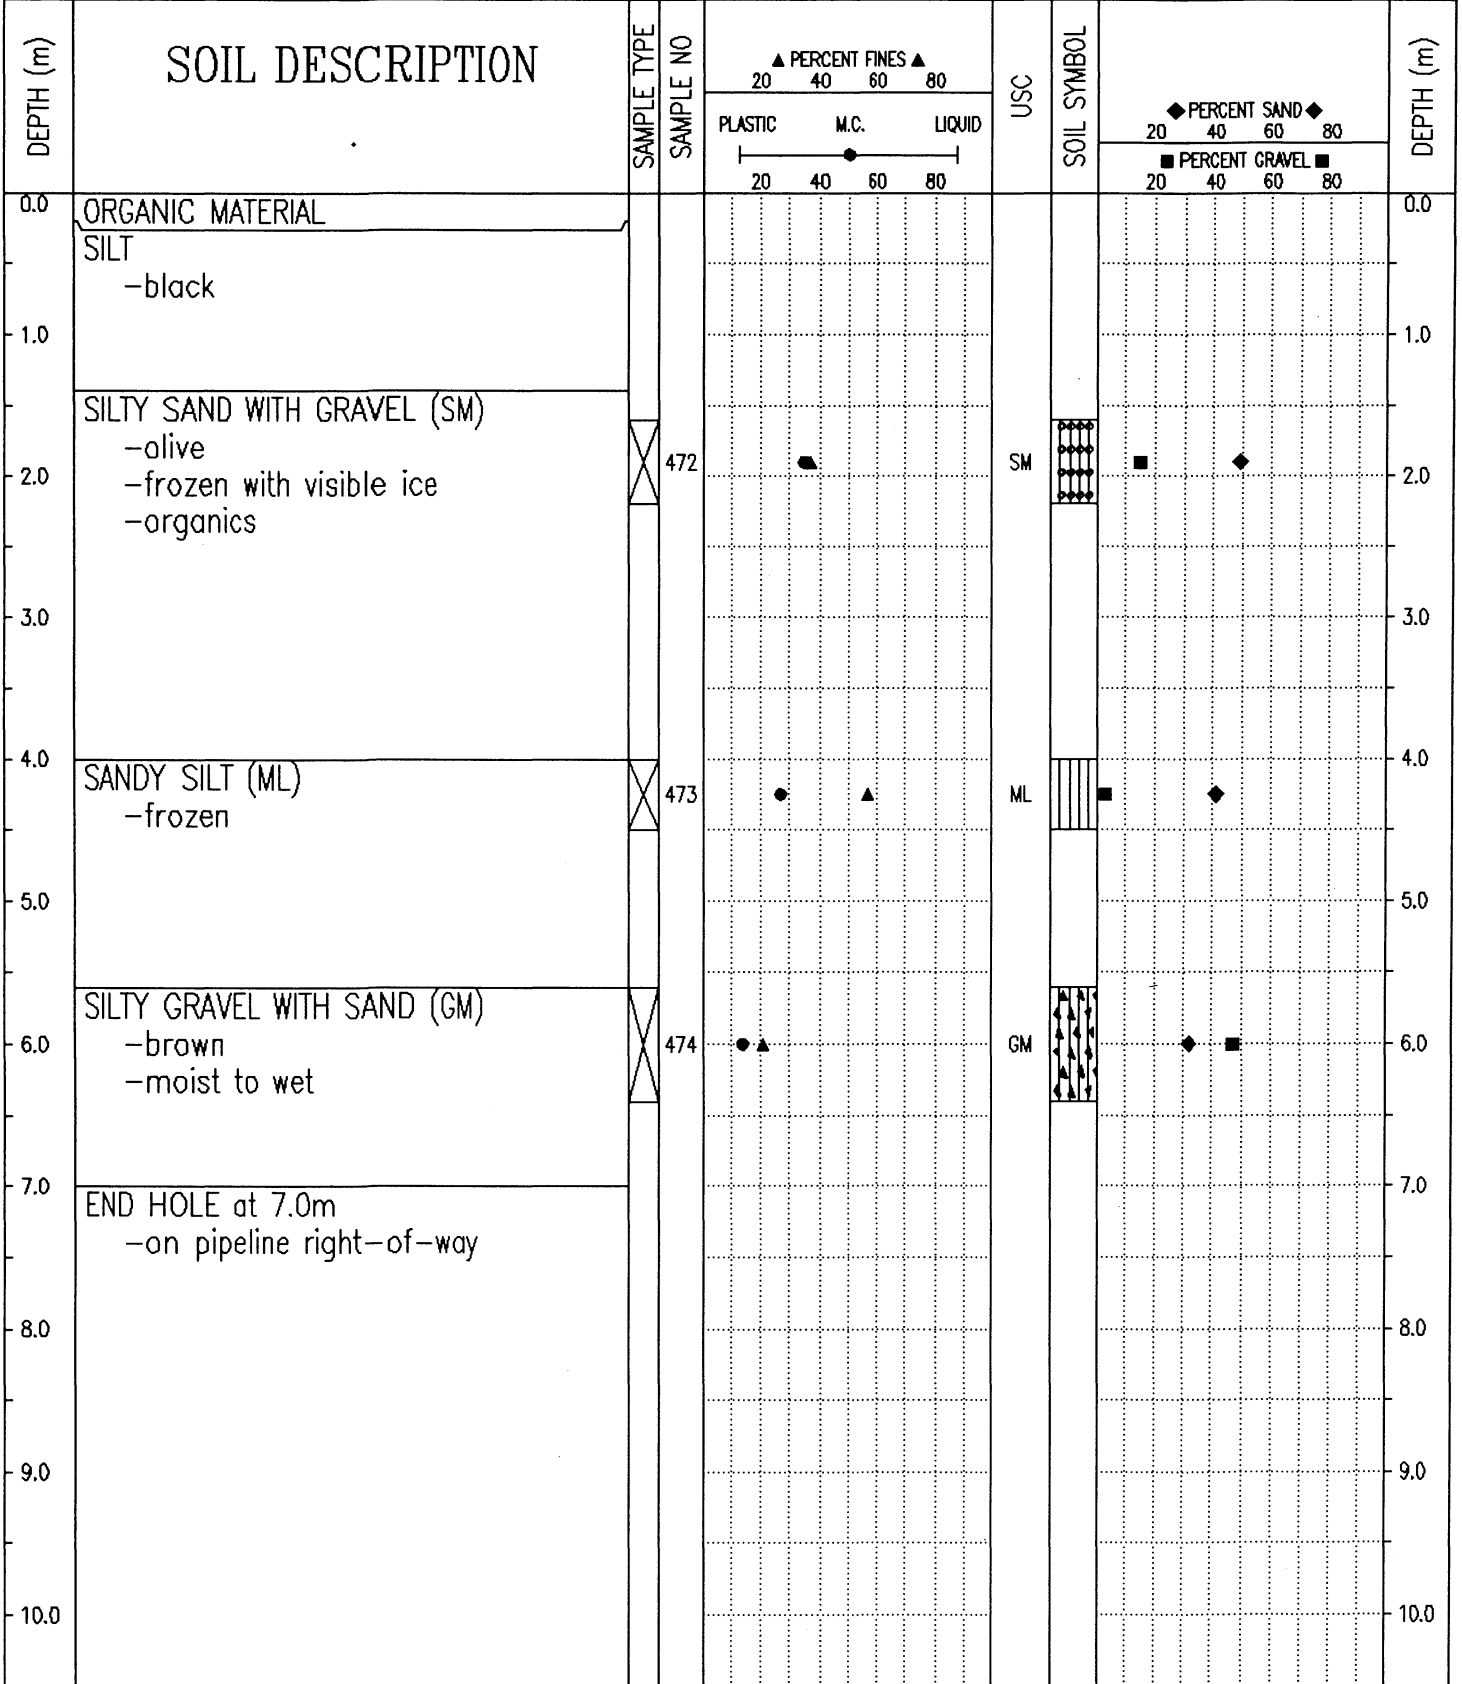 DEPTH (m)
SOIL DESCRIPTION
SAMPLE TYPE
SAMPLE NO
▲ PERCENT FINES ▲
20 40 60 80
PLASTIC M.C. LIQUID
20 40 60 80
USC
SOIL SYMBOL
◆ PERCENT SAND ◆
20 40 60 80
■ PERCENT GRAVEL ■
20 40 60 80
DEPTH (m)
0.0 ORGANIC MATERIAL 0.0
SILT
-black
1.0 1.0
SILTY SAND WITH GRAVEL (SM)
-alive
472 SM
2.0 -frozen with visible ice 2.0
-organics
3.0 3.0
4.0 4.0
SANDY SILT (ML)
473 ML
-frozen
5.0 5.0
SILTY GRAVEL WITH SAND (GM)
6.0 -brown 474 GM 6.0
-moist to wet
7.0 7.0
END HOLE at 7.0m
-on pipeline right-of-way
8.0 8.0
9.0 9.0
10.0 10.0